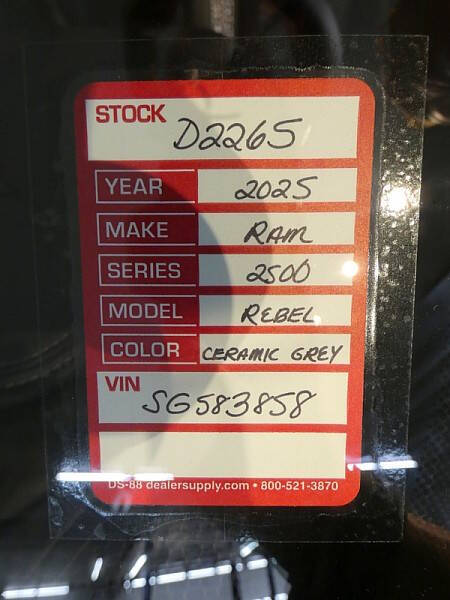 STOCK D2265
YEAR 2025
MAKE RAM
SERIES 2500
MODEL REBEL
COLOR CERAMIC GREY
VIN
SG583858
DS-88 dealersupply.com • 800-521-3870